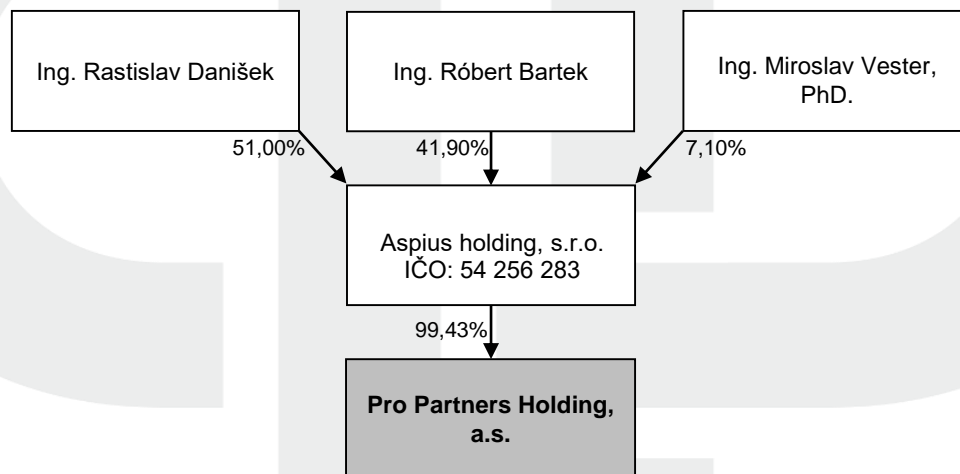 Ing. Rastislav Danišek
Ing. Róbert Bartek
Ing. Miroslav Vester,
PhD.
51,00%
41,90%
7,10%
Aspius holding, s.r.o.
IČO: 54 256 283
99,43%
Pro Partners Holding,
a.s.